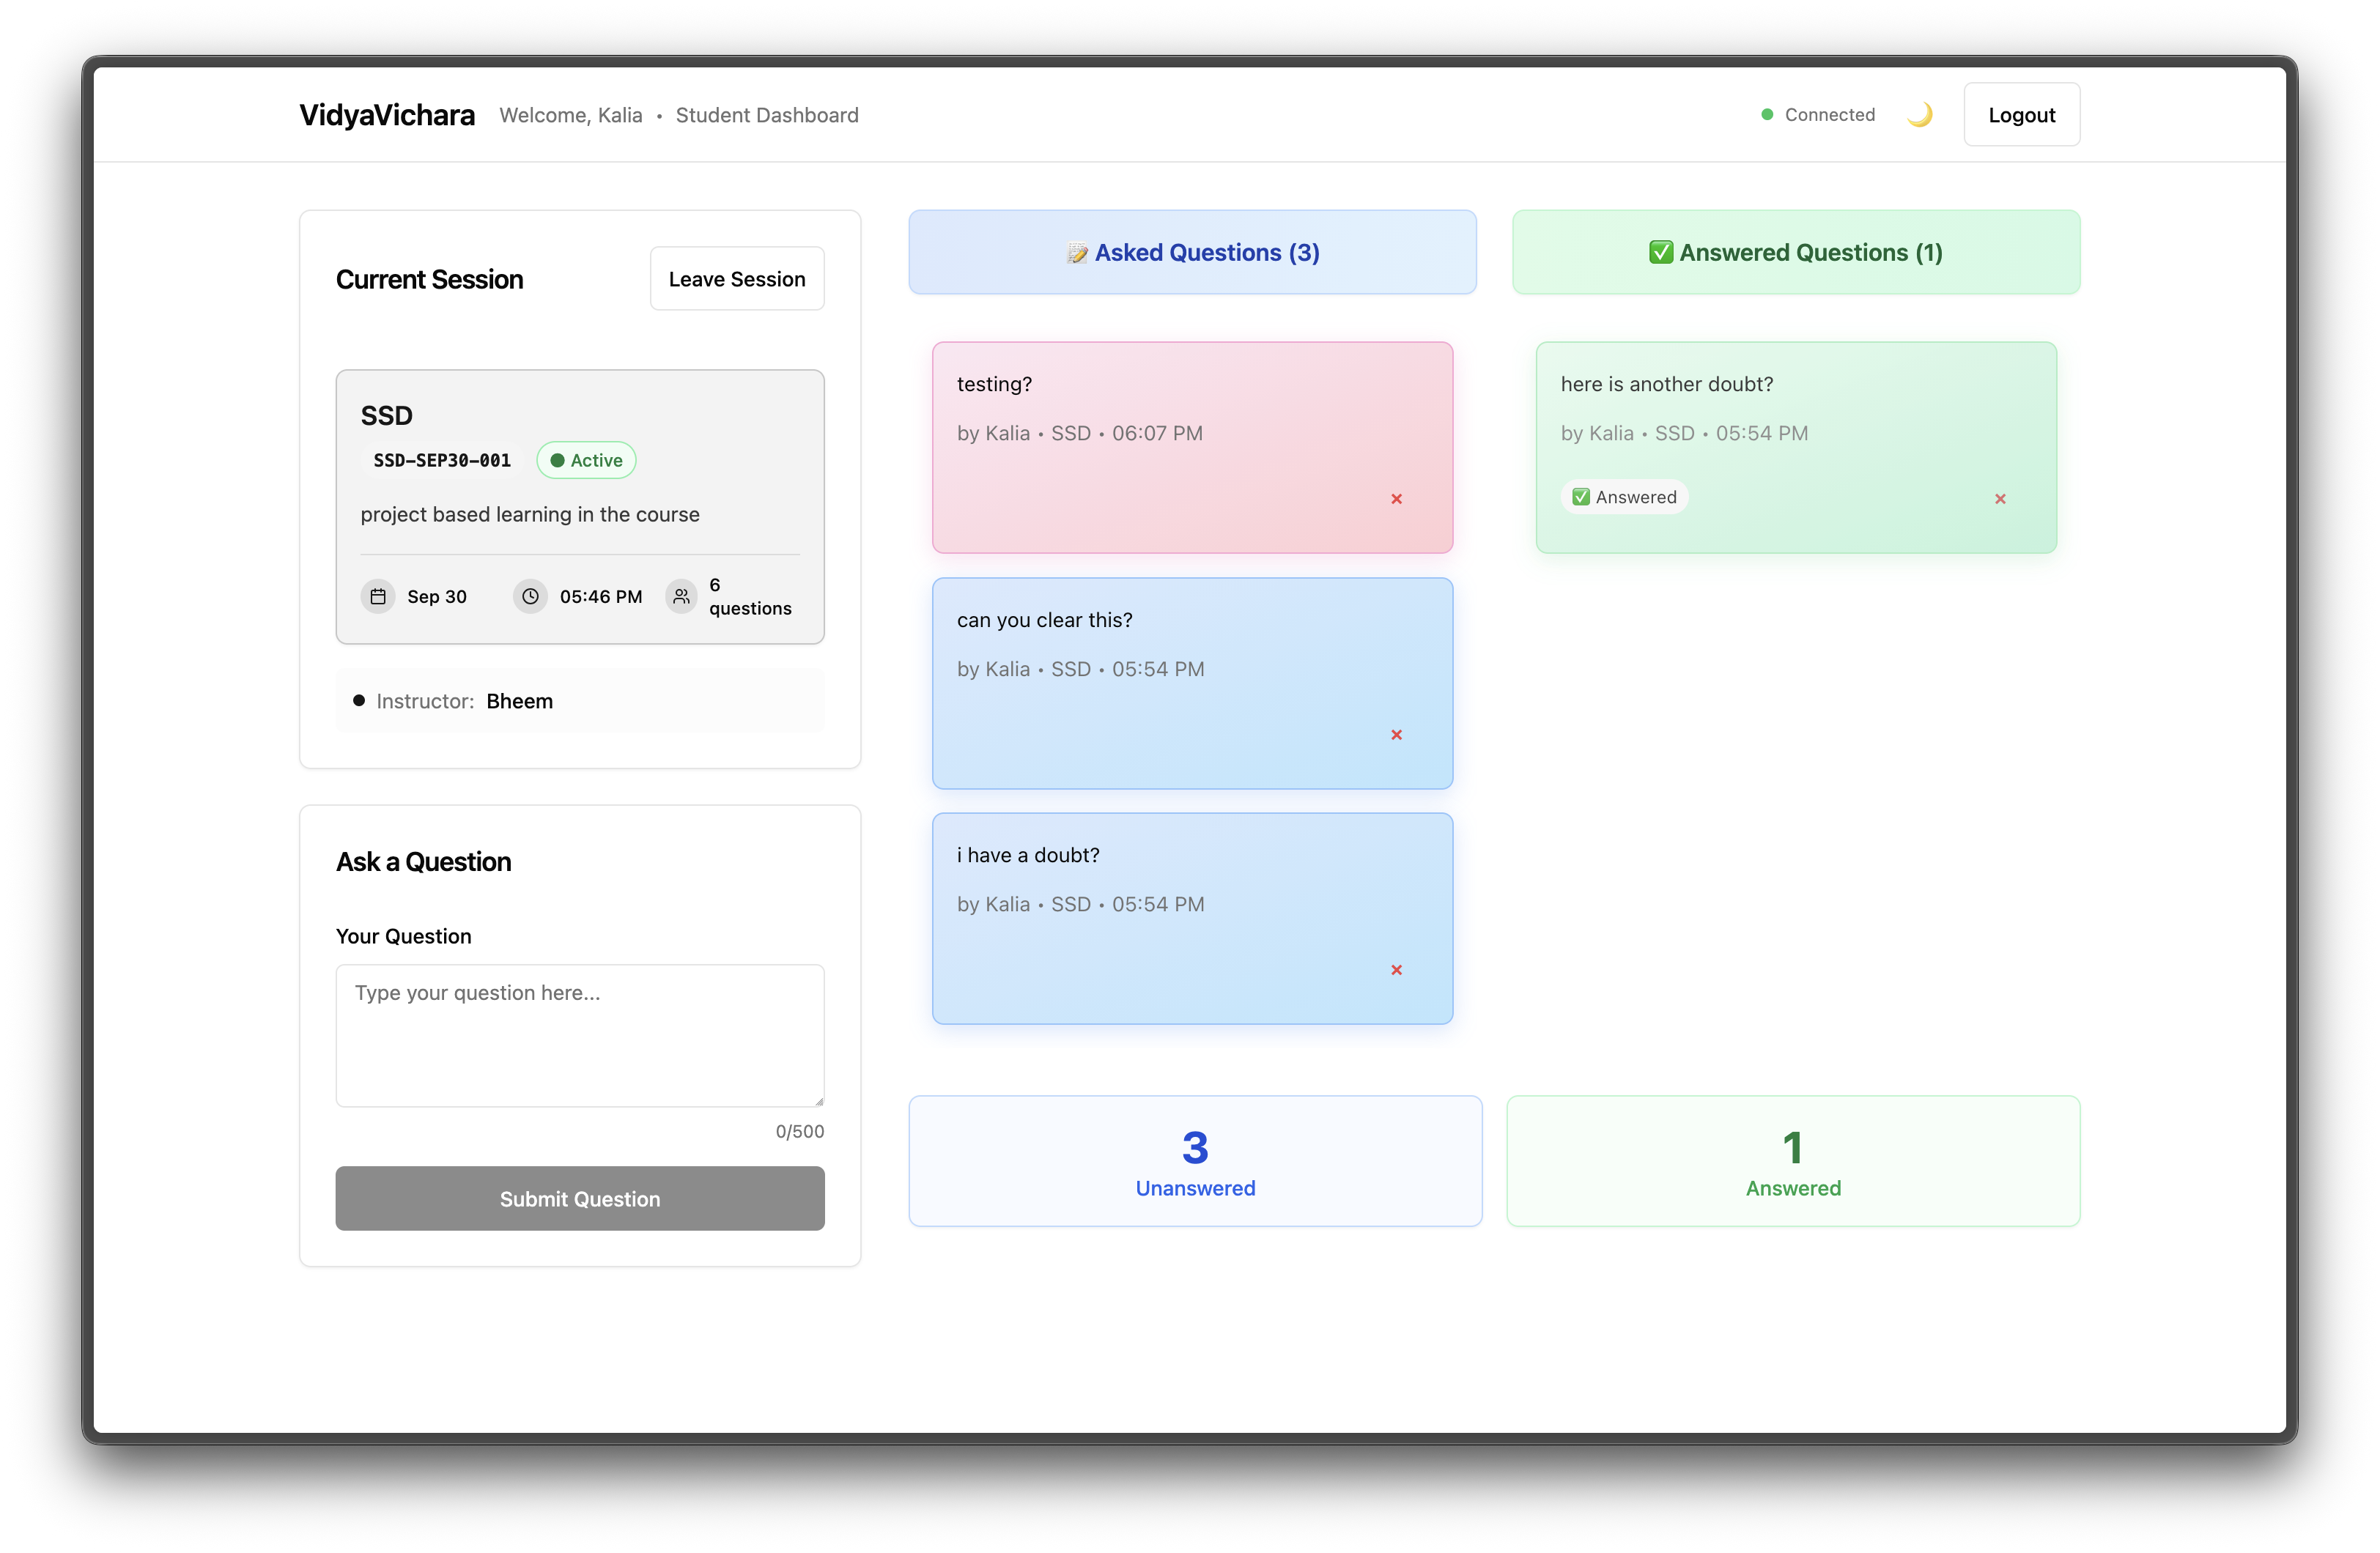 VidyaVichara Welcome, Kalia • Student Dashboard
Connected 🌙 Logout
Current Session Leave Session
SSD
SSD-SEP30-001 Active
project based learning in the course
Sep 30 05:46 PM 6 questions
Instructor: Bheem
Ask a Question
Your Question
Type your question here...
0/500
Submit Question
📝 Asked Questions (3)
testing?
by Kalia • SSD • 06:07 PM
×
can you clear this?
by Kalia • SSD • 05:54 PM
×
i have a doubt?
by Kalia • SSD • 05:54 PM
×
✅ Answered Questions (1)
here is another doubt?
by Kalia • SSD • 05:54 PM
✅ Answered ×
3
Unanswered
1
Answered